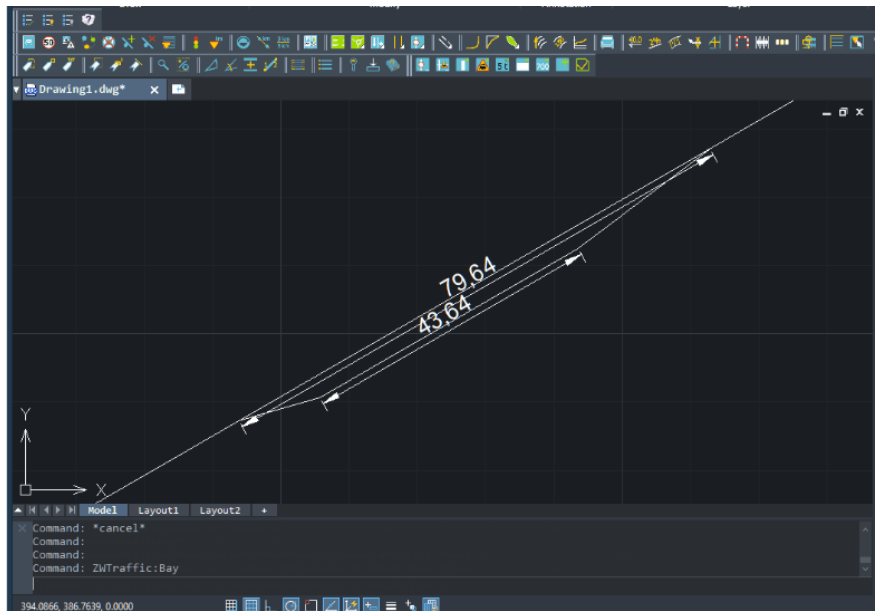 Drawing1.dwg*
79,64
43,64
Y
X
Model Layout1 Layout2 +
Command: *cancel*
Command:
Command:
Command: ZWTraffic:Bay
394.0866, 386.7639, 0.0000